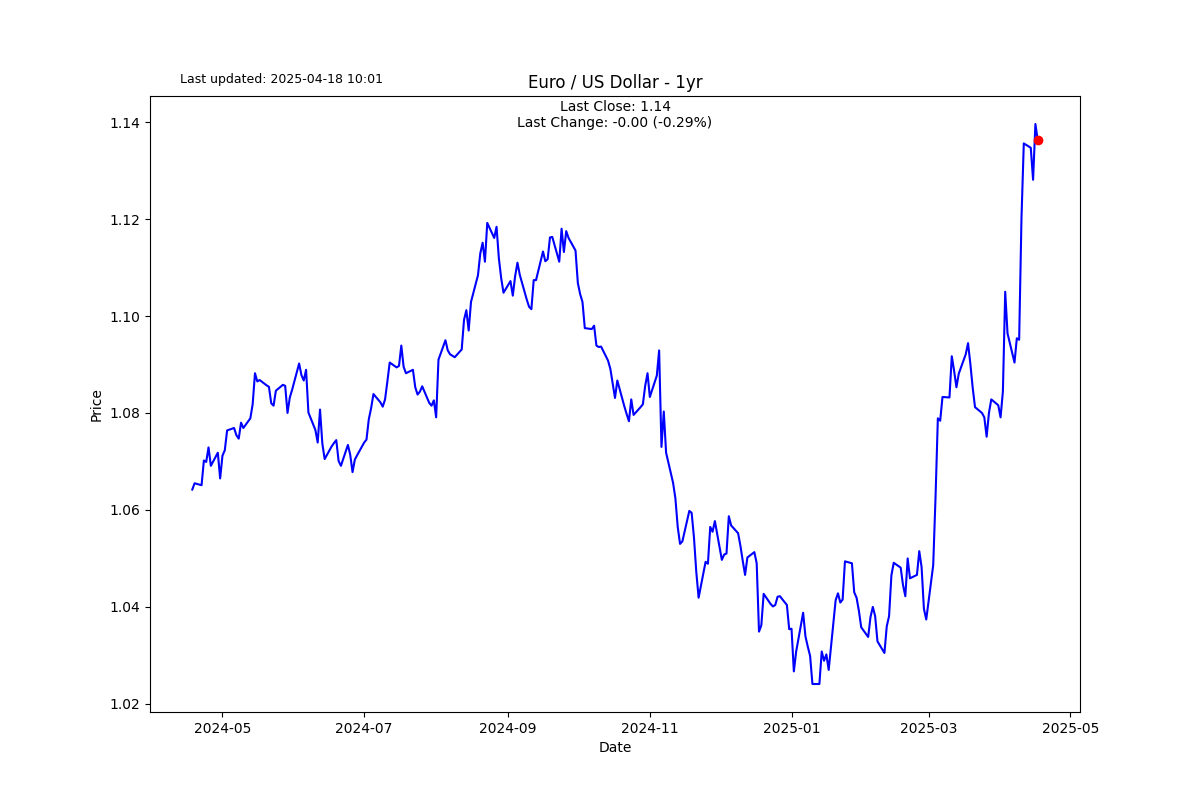 Last updated: 2025-04-18 10:01
Euro / US Dollar - 1yr
Last Close: 1.14
Last Change: -0.00 (-0.29%)
1.14
1.12
1.10
1.08
1.06
1.04
1.02
Price
2024-05
2024-07
2024-09
2024-11
2025-01
2025-03
2025-05
Date